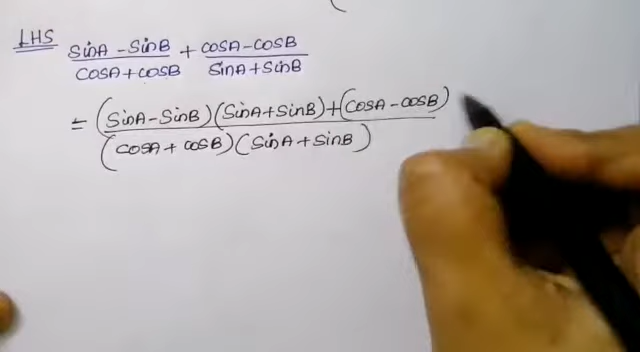 LHS
SinA - SinB + COSA - COSB
COSA + COSB SinA + SinB
= (SinA - SinB)(SinA + SinB) + (COSA - COSB)
(COSA + COSB)(SinA + SinB)